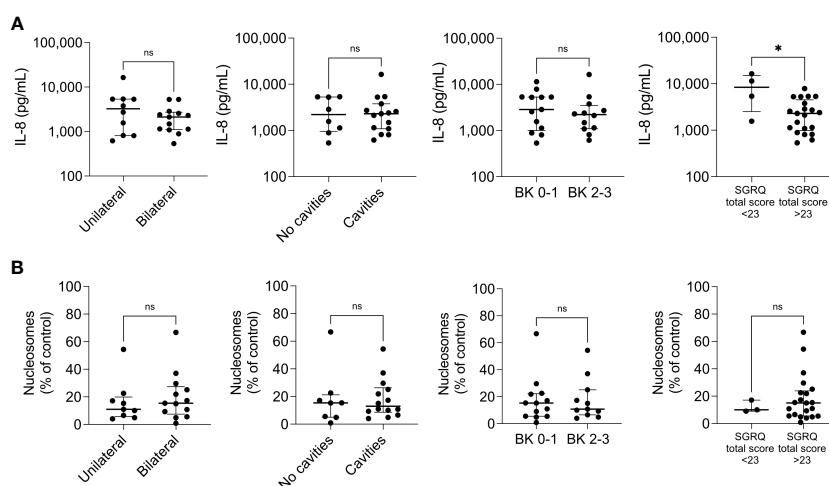 A
IL-8 (pg/mL)
100,000
10,000
1,000
100
ns
Unilateral
Bilateral
IL-8 (pg/mL)
100,000
10,000
1,000
100
ns
No cavities
Cavities
IL-8 (pg/mL)
100,000
10,000
1,000
100
ns
BK 0-1
BK 2-3
IL-8 (pg/mL)
100,000
10,000
1,000
100
*
SGRQ
total score
<23
SGRQ
total score
>23
B
Nucleosomes
(% of control)
100
80
60
40
20
0
ns
Unilateral
Bilateral
Nucleosomes
(% of control)
100
80
60
40
20
0
ns
No cavities
Cavities
Nucleosomes
(% of control)
100
80
60
40
20
0
ns
BK 0-1
BK 2-3
Nucleosomes
(% of control)
100
80
60
40
20
0
ns
SGRQ
total score
<23
SGRQ
total score
>23